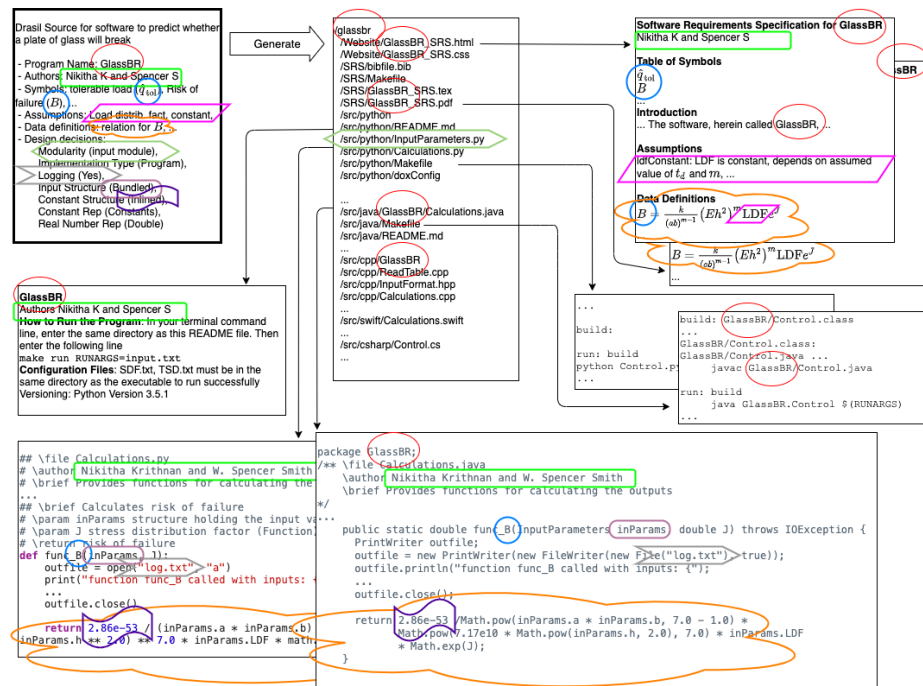 Drasil Source for software to predict whether
a plate of glass will break
- Program Name: GlassBR
- Authors: Nikitha K and Spencer S
- Symbols: tolerable load (q̂_tol), Risk of
failure (B), ...
- Assumptions: Load distrib. fact, constant,
- Data definitions: relation for B, ...
- Design decisions:
Modularity (input module),
Implementation Type (Program),
Logging (Yes),
Input Structure (Bundled),
Constant Structure (Inlined),
Constant Rep (Constants),
Real Number Rep (Double)
Generate
/glassbr
/Website/GlassBR_SRS.html
/Website/GlassBR_SRS.css
/SRS/bibfile.bib
/SRS/Makefile
/SRS/GlassBR_SRS.tex
/SRS/GlassBR_SRS.pdf
/src/python
/src/python/README.md
/src/python/InputParameters.py
/src/python/Calculations.py
/src/python/Makefile
/src/python/doxConfig
...
/src/java/GlassBR/Calculations.java
/src/java/Makefile
/src/java/README.md
...
/src/cpp/GlassBR
/src/cpp/ReadTable.cpp
/src/cpp/InputFormat.hpp
/src/cpp/Calculations.cpp
...
/src/swift/Calculations.swift
...
/src/csharp/Control.cs
...
Software Requirements Specification for GlassBR
Nikitha K and Spencer S
Table of Symbols
q̂_tol
B
...
Introduction
... The software, herein called GlassBR, ...
Assumptions
ldfConstant: LDF is constant, depends on assumed
value of t_d and m, ...
Data Definitions
B = k/(ab)^{m−1} (Eh²)^m LDFe^J
B = k/(ab)^{m−1} (Eh²)^m LDFe^J
...
GlassBR
Authors Nikitha K and Spencer S
How to Run the Program: In your terminal command
line, enter the same directory as this README file. Then
enter the following line
make run RUNARGS=input.txt
Configuration Files: SDF.txt, TSD.txt must be in the
same directory as the executable to run successfully
Versioning: Python Version 3.5.1
...
build:
run: build
python Control.py
...
build: GlassBR/Control.class
...
GlassBR/Control.class:
GlassBR/Control.java ...
javac GlassBR/Control.java
run: build
java GlassBR.Control $(RUNARGS)
...
## \file Calculations.py
# \author Nikitha Krithnan and W. Spencer Smith
# \brief Provides functions for calculating the
...
## \brief Calculates risk of failure
# \param inParams structure holding the input va
# \param J stress distribution factor (Function)
# \return risk of failure
def func_B(inParams, J):
outfile = open("log.txt", "a")
print("function func_B called with inputs: {
...
outfile.close()
return 2.86e-53 / (inParams.a * inParams.b)
inParams.h ** 2.0) ** 7.0 * inParams.LDF * math.
package GlassBR;
/** \file Calculations.java
\author Nikitha Krithnan and W. Spencer Smith
\brief Provides functions for calculating the outputs
*/
...
public static double func_B(InputParameters inParams, double J) throws IOException {
PrintWriter outfile;
outfile = new PrintWriter(new FileWriter(new File("log.txt"), true));
outfile.println("function func_B called with inputs: {");
...
outfile.close();
return 2.86e-53 /Math.pow(inParams.a * inParams.b, 7.0 - 1.0) *
Math.pow(7.17e10 * Math.pow(inParams.h, 2.0), 7.0) * inParams.LDF
* Math.exp(J);
}